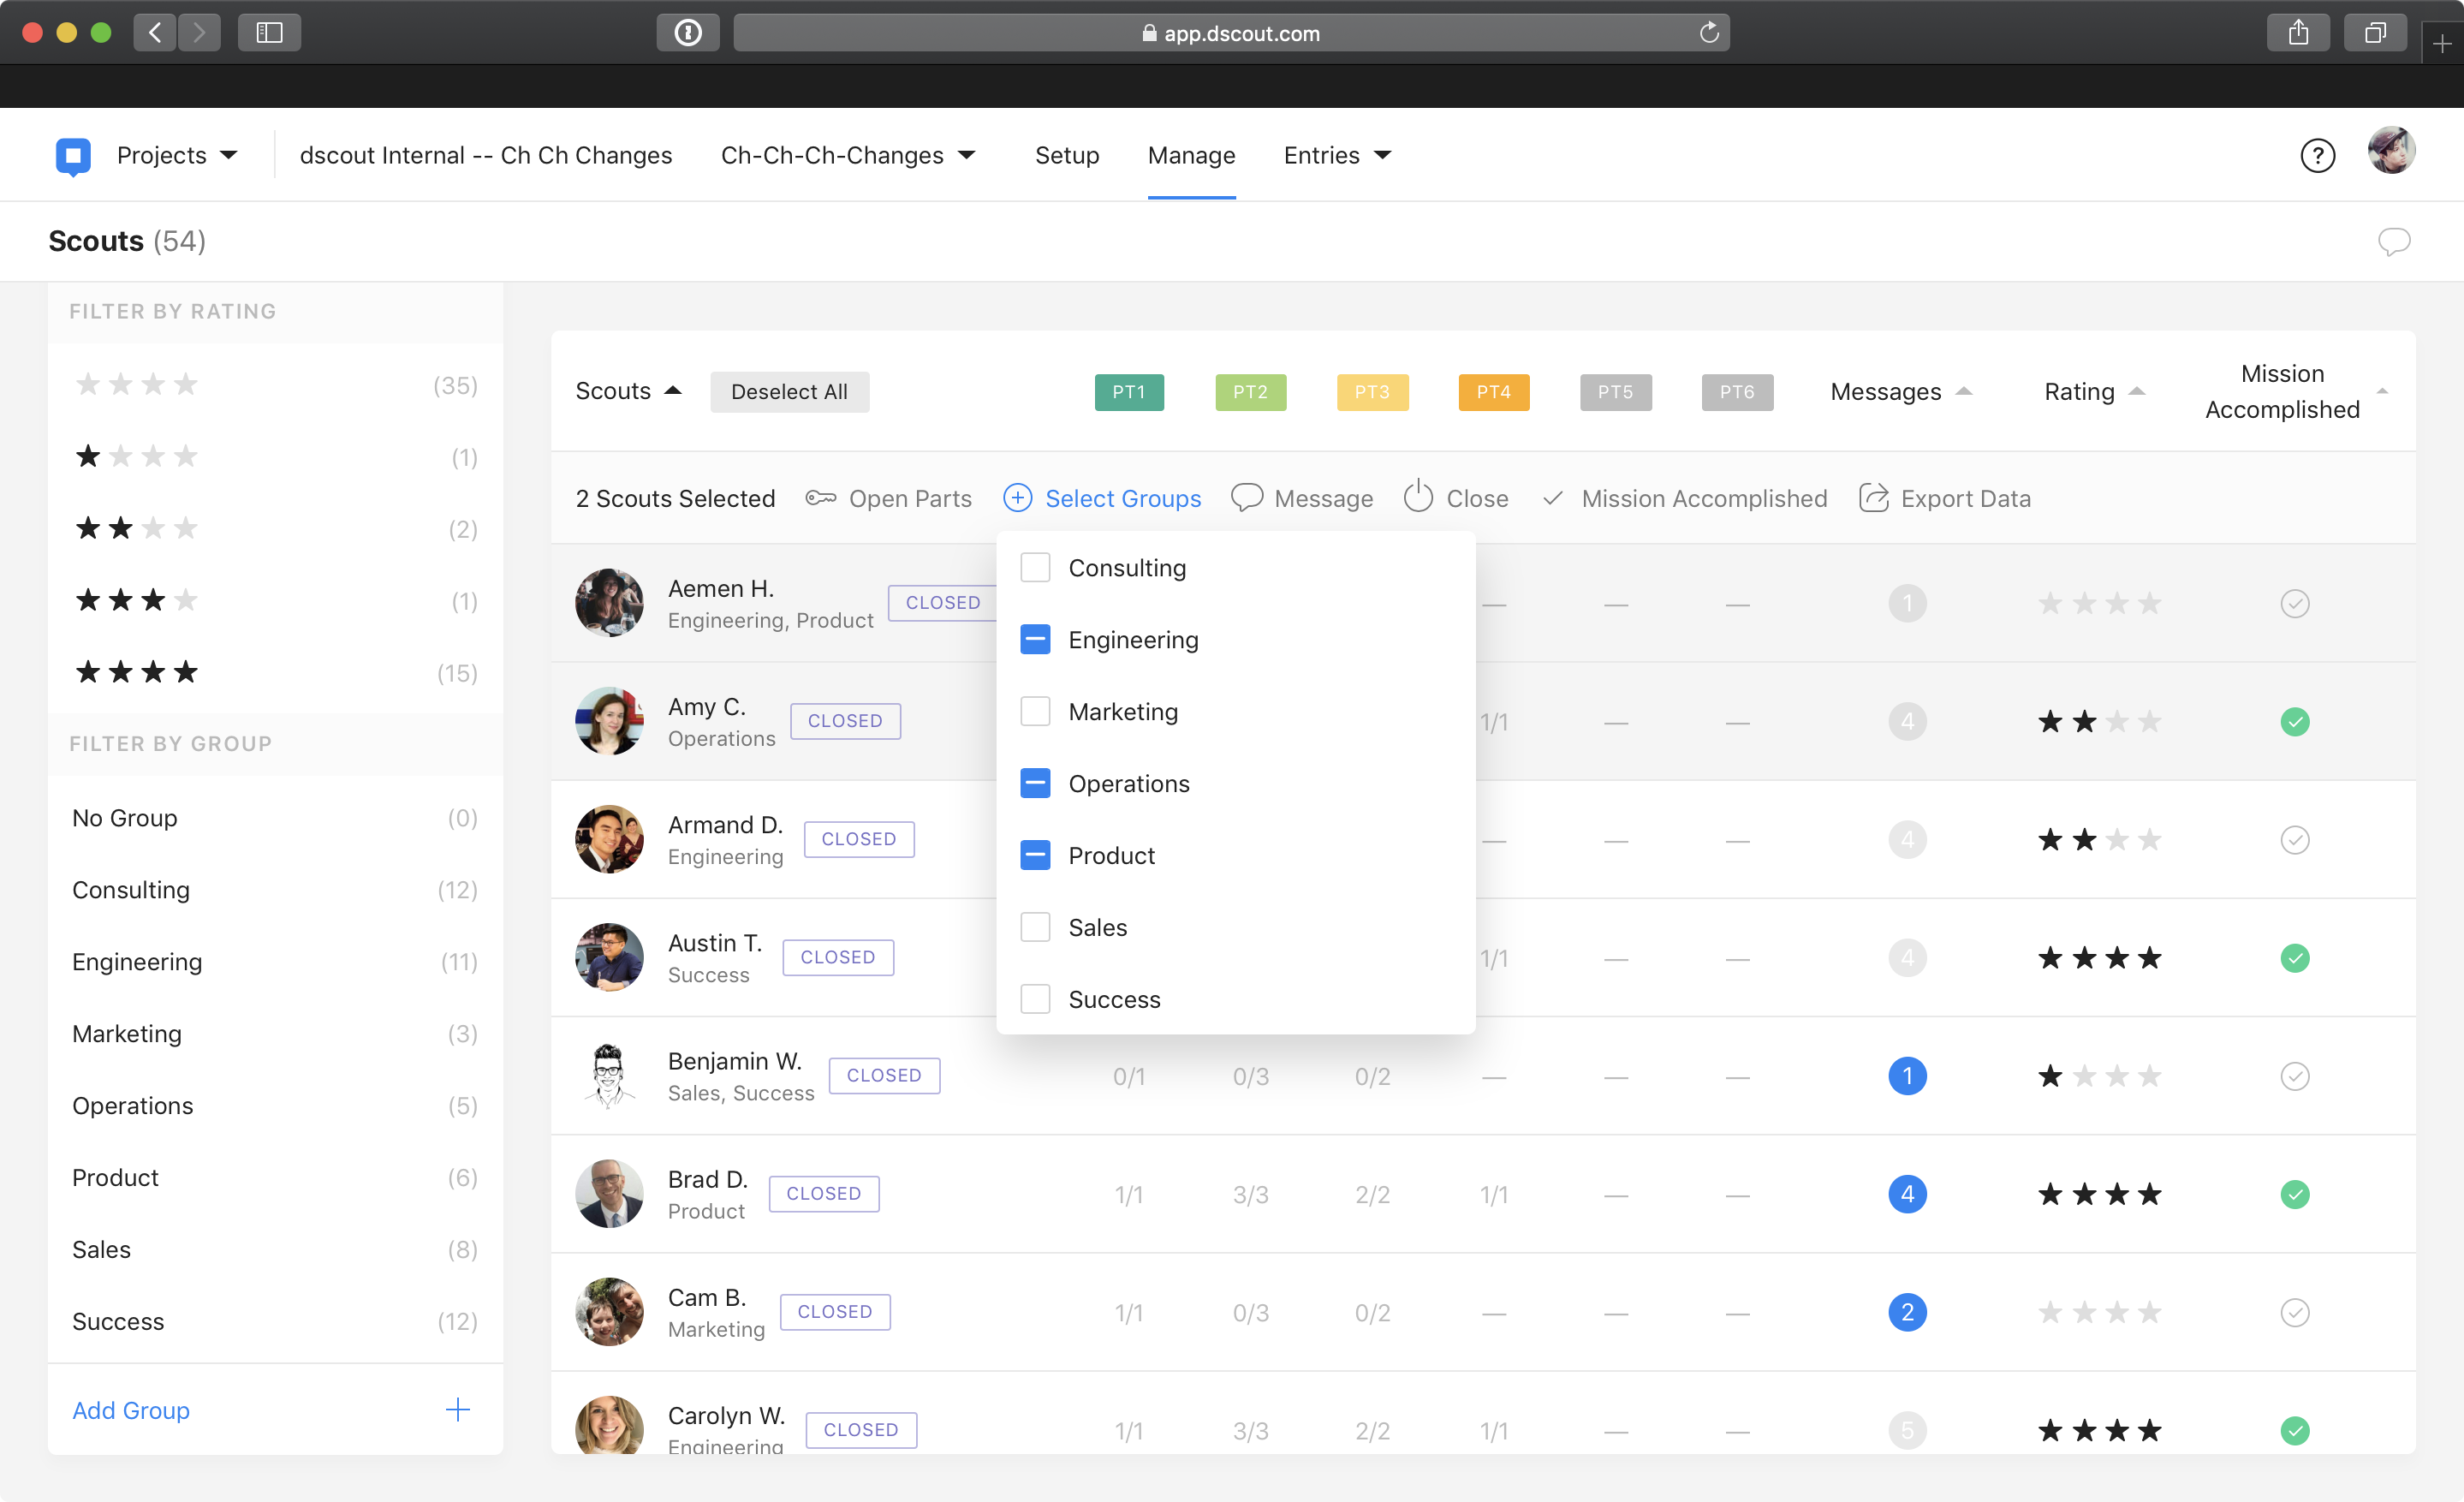 app.dscout.com
Projects
dscout Internal -- Ch Ch Changes
Ch-Ch-Ch-Changes
Setup
Manage
Entries
?
Scouts (54)
FILTER BY RATING
(35)
(1)
(2)
(1)
(15)
FILTER BY GROUP
No Group (0)
Consulting (12)
Engineering (11)
Marketing (3)
Operations (5)
Product (6)
Sales (8)
Success (12)
Add Group
Scouts
Deselect All
PT1
PT2
PT3
PT4
PT5
PT6
Messages
Rating
Mission
Accomplished
2 Scouts Selected
Open Parts
Select Groups
Message
Close
Mission Accomplished
Export Data
Consulting
Engineering
Marketing
Operations
Product
Sales
Success
Aemen H.
Engineering, Product
CLOSED
— — — 1
Amy C.
Operations
CLOSED
1/1 — — 4
Armand D.
Engineering
CLOSED
— — — 4
Austin T.
Success
CLOSED
1/1 — — 4
Benjamin W.
Sales, Success
CLOSED
0/1 0/3 0/2 — — — 1
Brad D.
Product
CLOSED
1/1 3/3 2/2 1/1 — — 4
Cam B.
Marketing
CLOSED
1/1 0/3 0/2 — — — 2
Carolyn W.
Engineering
CLOSED
1/1 3/3 2/2 1/1 — — 5